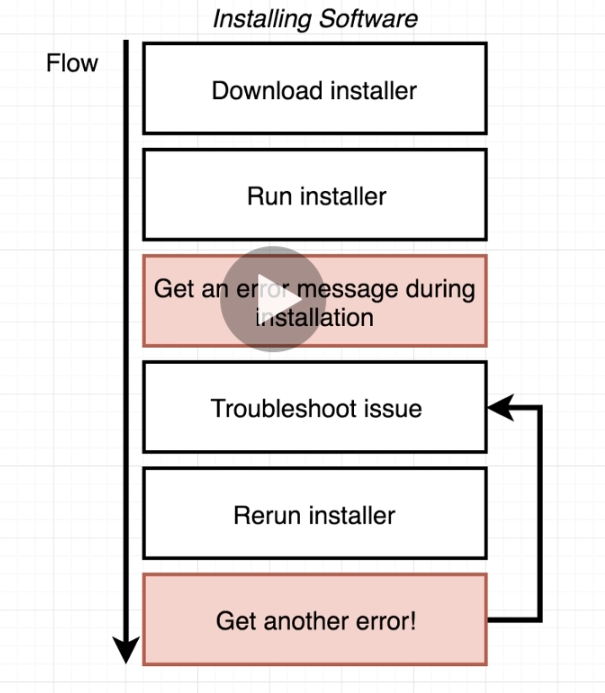 Installing Software
Flow
Download installer
Run installer
Get an error message during
installation
Troubleshoot issue
Rerun installer
Get another error!